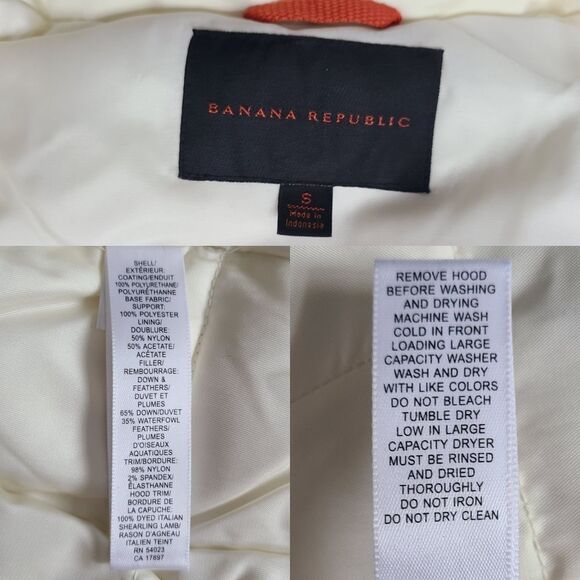 BANANA REPUBLIC
S
Made in
Indonesia
SHELL/
EXTÉRIEUR:
COATING/ENDUIT
100% POLYURETHANE/
POLYURÉTHANNE
BASE FABRIC/
SUPPORT:
100% POLYESTER
LINING/
DOUBLURE:
50% NYLON
50% ACETATE/
ACÉTATE
FILLER/
REMBOURRAGE:
DOWN &
FEATHERS/
DUVET ET
PLUMES
65% DOWN/DUVET
35% WATERFOWL
FEATHERS/
PLUMES
D'OISEAUX
AQUATIQUES
TRIM/BORDURE:
98% NYLON
2% SPANDEX/
ÉLASTHANNE
HOOD TRIM/
BORDURE DE
LA CAPUCHE:
100% DYED ITALIAN
SHEARLING LAMB/
RASON D'AGNEAU
ITALIEN TEINT
RN 54023
CA 17897
REMOVE HOOD
BEFORE WASHING
AND DRYING
MACHINE WASH
COLD IN FRONT
LOADING LARGE
CAPACITY WASHER
WASH AND DRY
WITH LIKE COLORS
DO NOT BLEACH
TUMBLE DRY
LOW IN LARGE
CAPACITY DRYER
MUST BE RINSED
AND DRIED
THOROUGHLY
DO NOT IRON
DO NOT DRY CLEAN